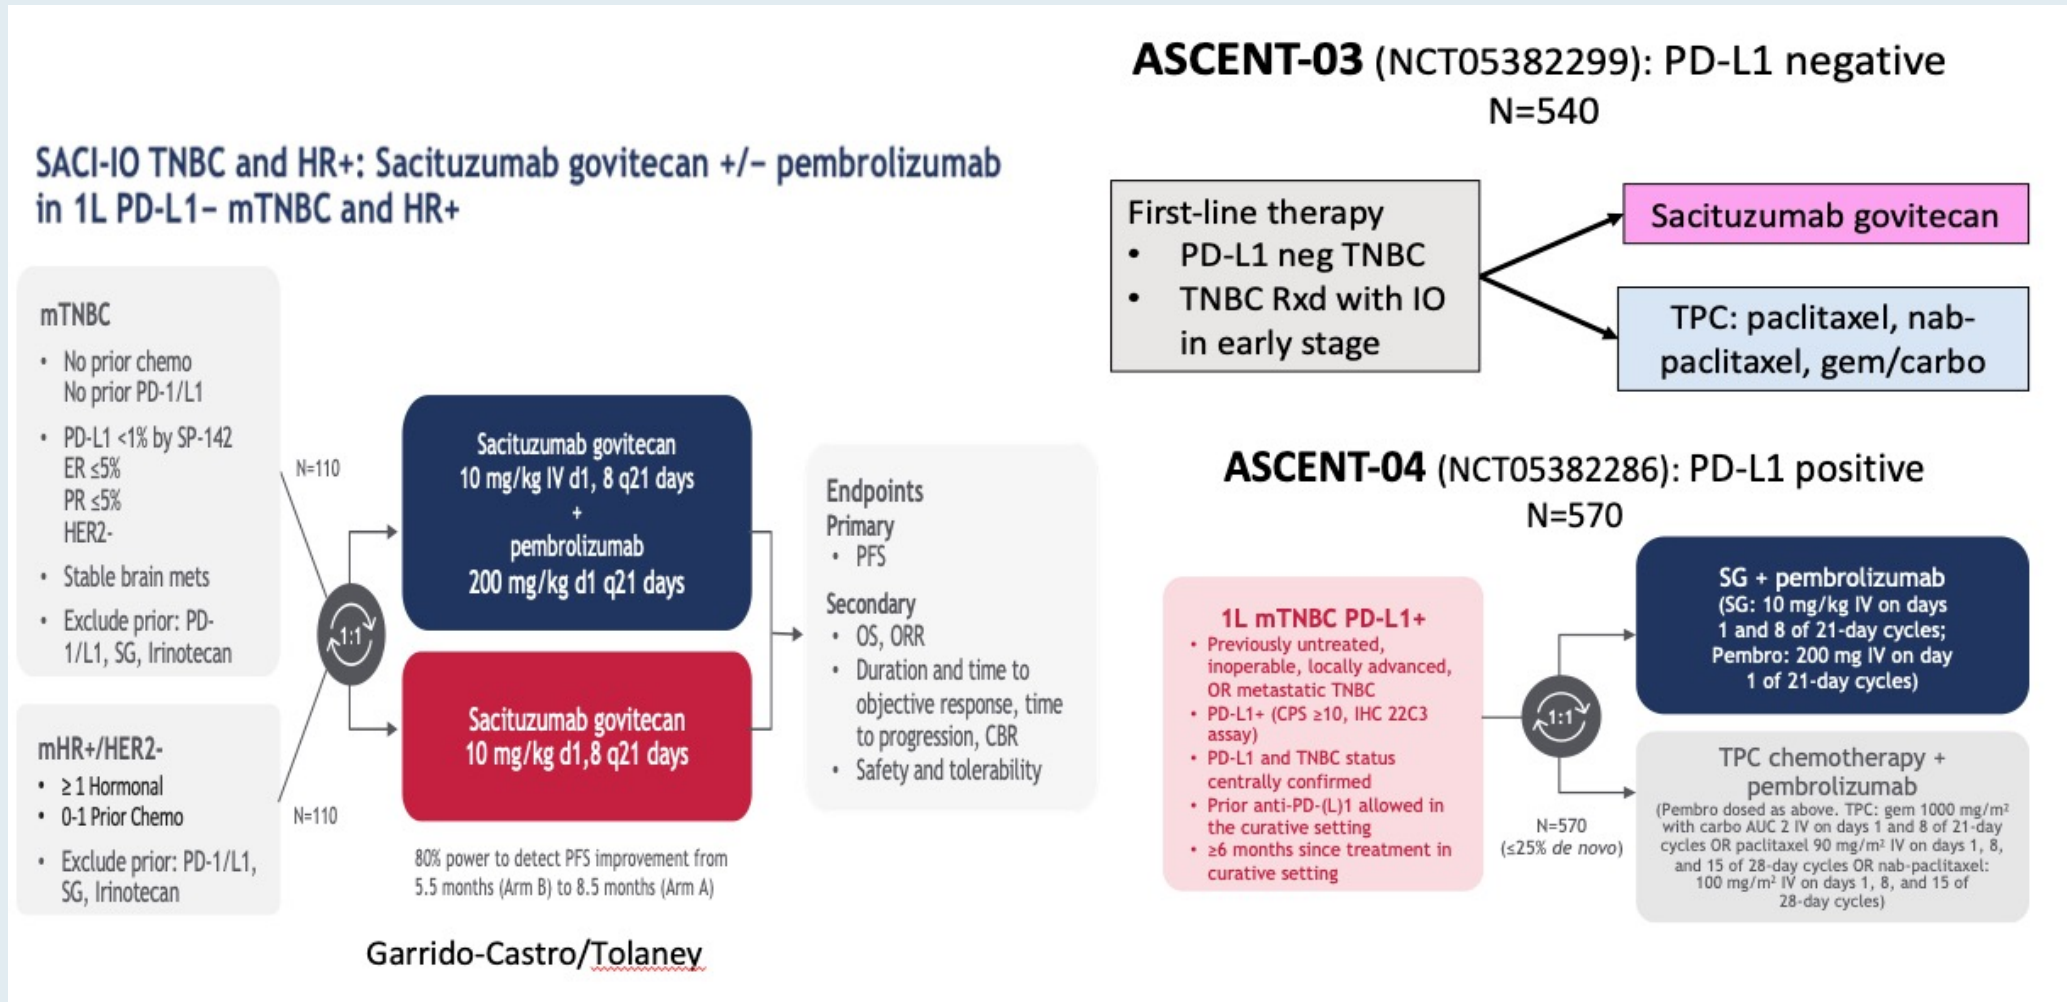 SACI-IO TNBC and HR+: Sacituzumab govitecan +/− pembrolizumab
in 1L PD-L1− mTNBC and HR+
mTNBC
• No prior chemo
No prior PD-1/L1
• PD-L1 <1% by SP-142
ER ≤5%
PR ≤5%
HER2-
• Stable brain mets
• Exclude prior: PD-
1/L1, SG, Irinotecan
N=110
mHR+/HER2-
• ≥ 1 Hormonal
• 0-1 Prior Chemo
• Exclude prior: PD-1/L1,
SG, Irinotecan
N=110
1:1
Sacituzumab govitecan
10 mg/kg IV d1, 8 q21 days
+
pembrolizumab
200 mg/kg d1 q21 days
Sacituzumab govitecan
10 mg/kg d1,8 q21 days
80% power to detect PFS improvement from
5.5 months (Arm B) to 8.5 months (Arm A)
Endpoints
Primary
• PFS
Secondary
• OS, ORR
• Duration and time to
objective response, time
to progression, CBR
• Safety and tolerability
Garrido-Castro/Tolaney
ASCENT-03 (NCT05382299): PD-L1 negative
N=540
First-line therapy
• PD-L1 neg TNBC
• TNBC Rxd with IO
in early stage
Sacituzumab govitecan
TPC: paclitaxel, nab-
paclitaxel, gem/carbo
ASCENT-04 (NCT05382286): PD-L1 positive
N=570
1L mTNBC PD-L1+
• Previously untreated,
inoperable, locally advanced,
OR metastatic TNBC
• PD-L1+ (CPS ≥10, IHC 22C3
assay)
• PD-L1 and TNBC status
centrally confirmed
• Prior anti-PD-(L)1 allowed in
the curative setting
• ≥6 months since treatment in
curative setting
1:1
N=570
(≤25% de novo)
SG + pembrolizumab
(SG: 10 mg/kg IV on days
1 and 8 of 21-day cycles;
Pembro: 200 mg IV on day
1 of 21-day cycles)
TPC chemotherapy +
pembrolizumab
(Pembro dosed as above. TPC: gem 1000 mg/m²
with carbo AUC 2 IV on days 1 and 8 of 21-day
cycles OR paclitaxel 90 mg/m² IV on days 1, 8,
and 15 of 28-day cycles OR nab-paclitaxel:
100 mg/m² IV on days 1, 8, and 15 of
28-day cycles)